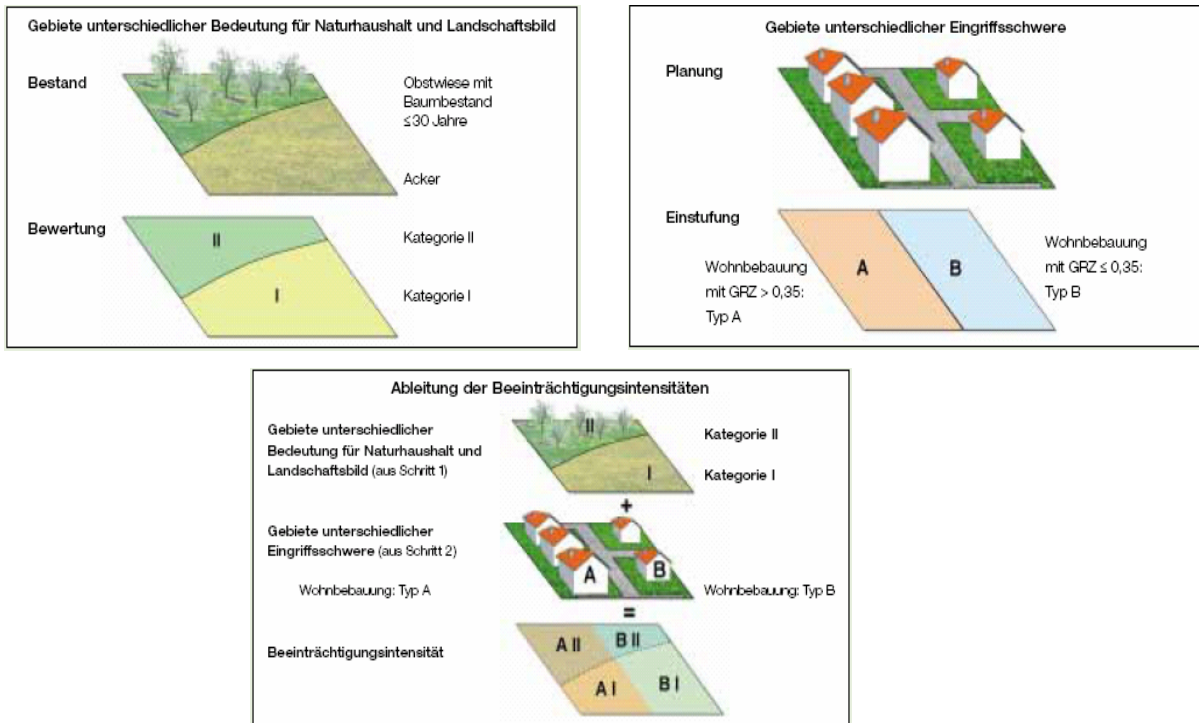 Gebiete unterschiedlicher Bedeutung für Naturhaushalt und Landschaftsbild
Bestand
Obstwiese mit
Baumbestand
≤30 Jahre
Acker
Bewertung
II
Kategorie II
I
Kategorie I
Gebiete unterschiedlicher Eingriffsschwere
Planung
Einstufung
Wohnbebauung
mit GRZ > 0,35:
Typ A
A
B
Wohnbebauung
mit GRZ ≤ 0,35:
Typ B
Ableitung der Beeinträchtigungsintensitäten
Gebiete unterschiedlicher
Bedeutung für Naturhaushalt und
Landschaftsbild (aus Schritt 1)
II
Kategorie II
I
Kategorie I
+
Gebiete unterschiedlicher
Eingriffsschwere (aus Schritt 2)
Wohnbebauung: Typ A
A
B
Wohnbebauung: Typ B
=
Beeinträchtigungsintensität
A II
B II
A I
B I